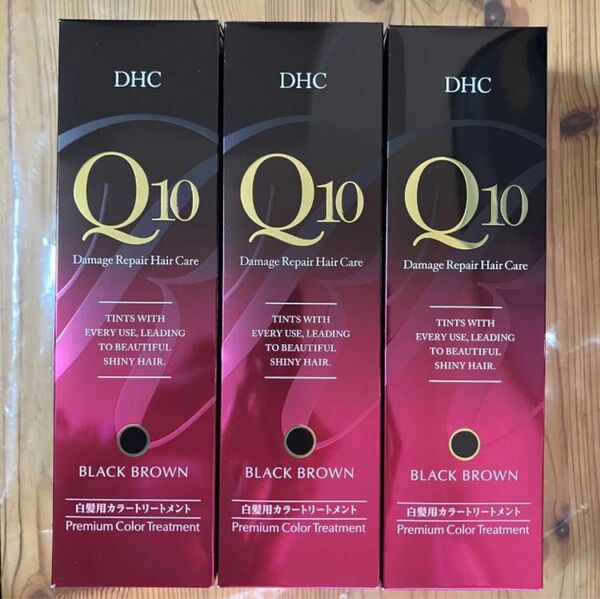 DHC
Q10
Damage Repair Hair Care
TINTS WITH
EVERY USE, LEADING
TO BEAUTIFUL
SHINY HAIR.
BLACK BROWN
白髪用カラートリートメント
Premium Color Treatment
DHC
Q10
Damage Repair Hair Care
TINTS WITH
EVERY USE, LEADING
TO BEAUTIFUL
SHINY HAIR.
BLACK BROWN
白髪用カラートリートメント
Premium Color Treatment
DHC
Q10
Damage Repair Hair Care
TINTS WITH
EVERY USE, LEADING
TO BEAUTIFUL
SHINY HAIR.
BLACK BROWN
白髪用カラートリートメント
Premium Color Treatment